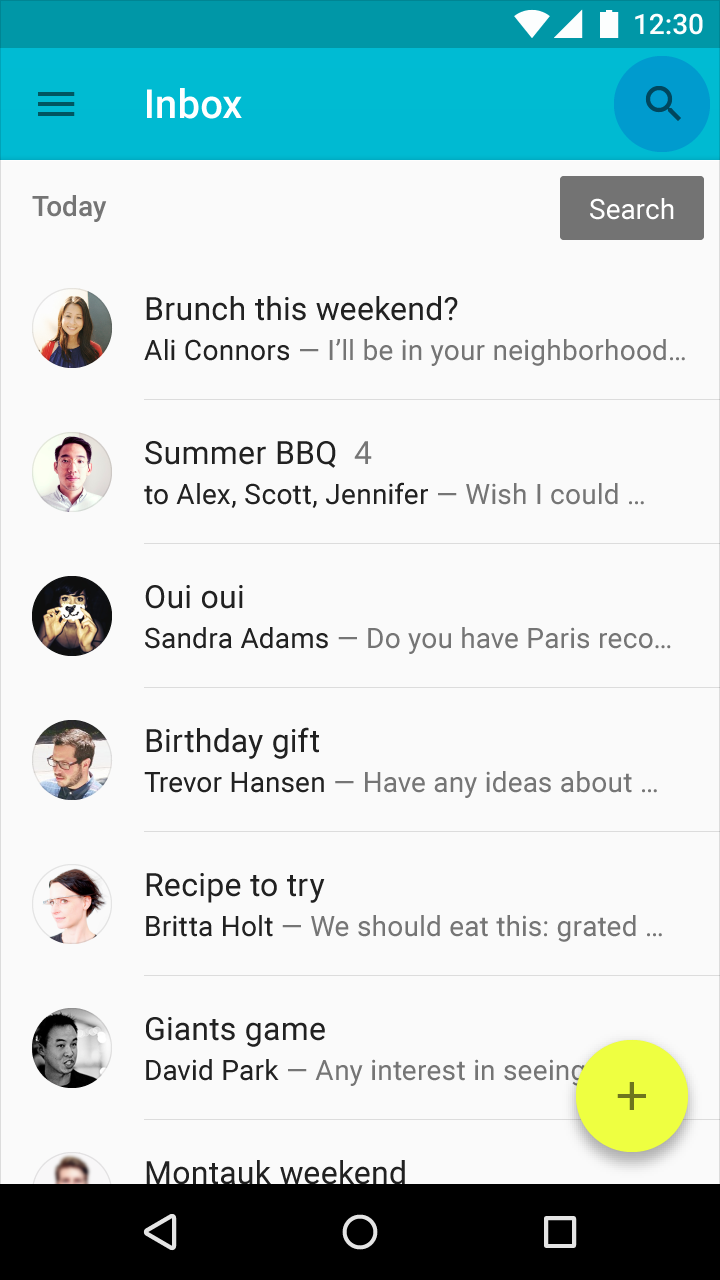 12:30
Inbox
Today
Search
Brunch this weekend?
Ali Connors — I’ll be in your neighborhood…
Summer BBQ 4
to Alex, Scott, Jennifer — Wish I could …
Oui oui
Sandra Adams — Do you have Paris reco…
Birthday gift
Trevor Hansen — Have any ideas about …
Recipe to try
Britta Holt — We should eat this: grated …
Giants game
David Park — Any interest in seeing
Montauk weekend